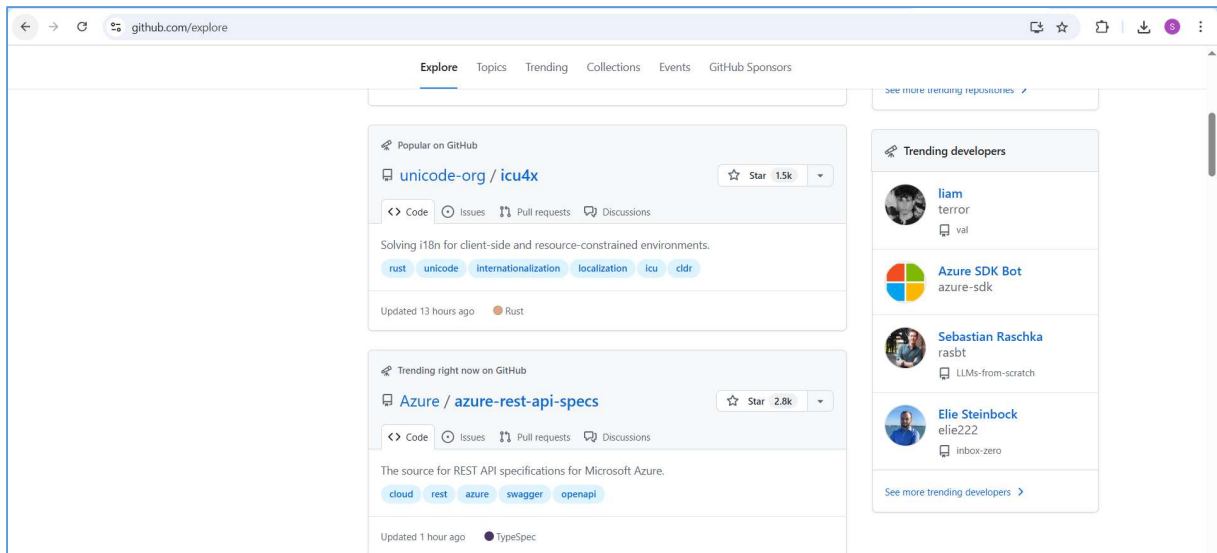 github.com/explore
S
Explore Topics Trending Collections Events GitHub Sponsors
See more trending repositories
Popular on GitHub
unicode-org / icu4x
Star 1.5k
Code Issues Pull requests Discussions
Solving i18n for client-side and resource-constrained environments.
rust unicode internationalization localization icu cldr
Updated 13 hours ago Rust
Trending right now on GitHub
Azure / azure-rest-api-specs
Star 2.8k
Code Issues Pull requests Discussions
The source for REST API specifications for Microsoft Azure.
cloud rest azure swagger openapi
Updated 1 hour ago TypeSpec
Trending developers
liam
terror
val
Azure SDK Bot
azure-sdk
Sebastian Raschka
rasbt
LLMs-from-scratch
Elie Steinbock
elie222
inbox-zero
See more trending developers